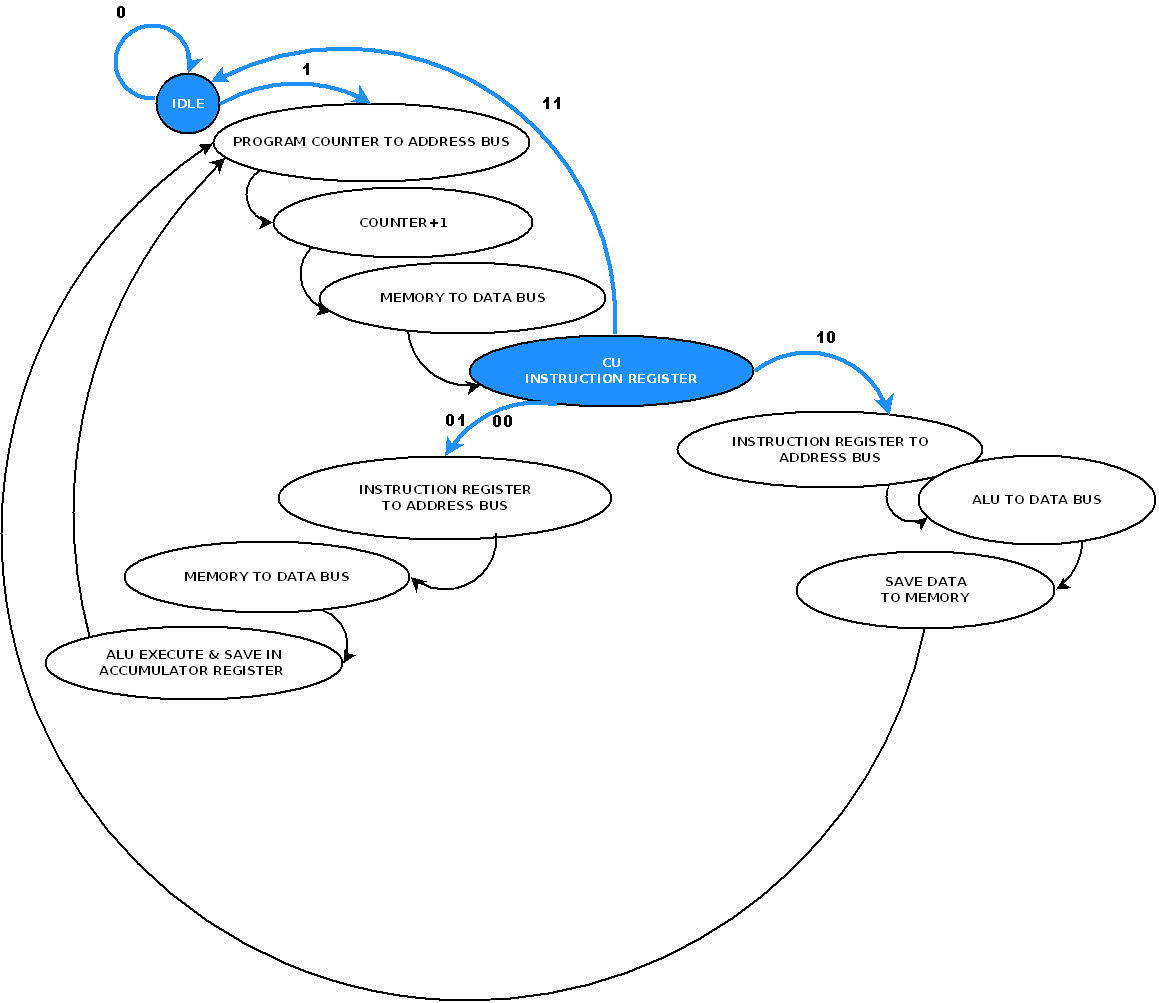 0
1
IDLE
11
PROGRAM COUNTER TO ADDRESS BUS
COUNTER+1
MEMORY TO DATA BUS
10
CU
INSTRUCTION REGISTER
01
00
INSTRUCTION REGISTER TO
ADDRESS BUS
INSTRUCTION REGISTER
TO ADDRESS BUS
ALU TO DATA BUS
MEMORY TO DATA BUS
SAVE DATA
TO MEMORY
ALU EXECUTE & SAVE IN
ACCUMULATOR REGISTER